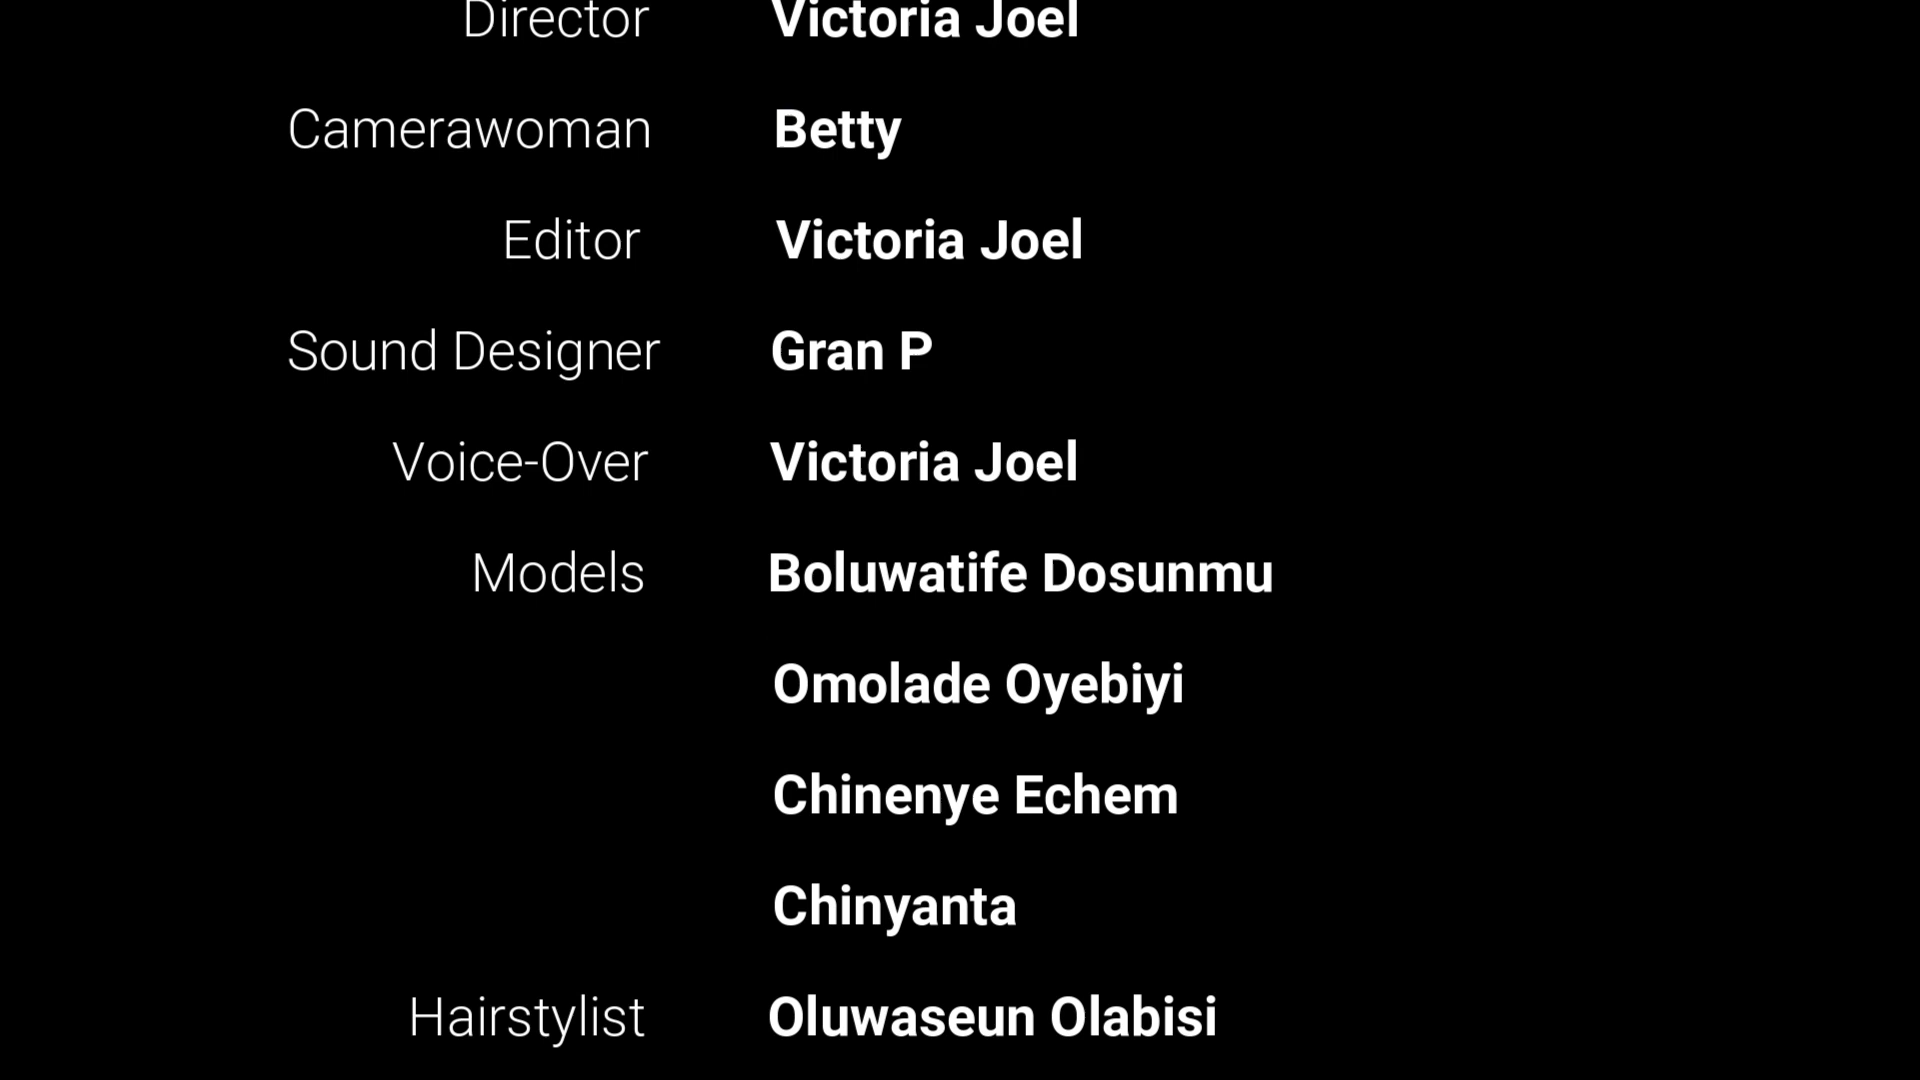 Director Victoria Joel
Camerawoman Betty
Editor Victoria Joel
Sound Designer Gran P
Voice-Over Victoria Joel
Models Boluwatife Dosunmu
Omolade Oyebiyi
Chinenye Echem
Chinyanta
Hairstylist Oluwaseun Olabisi